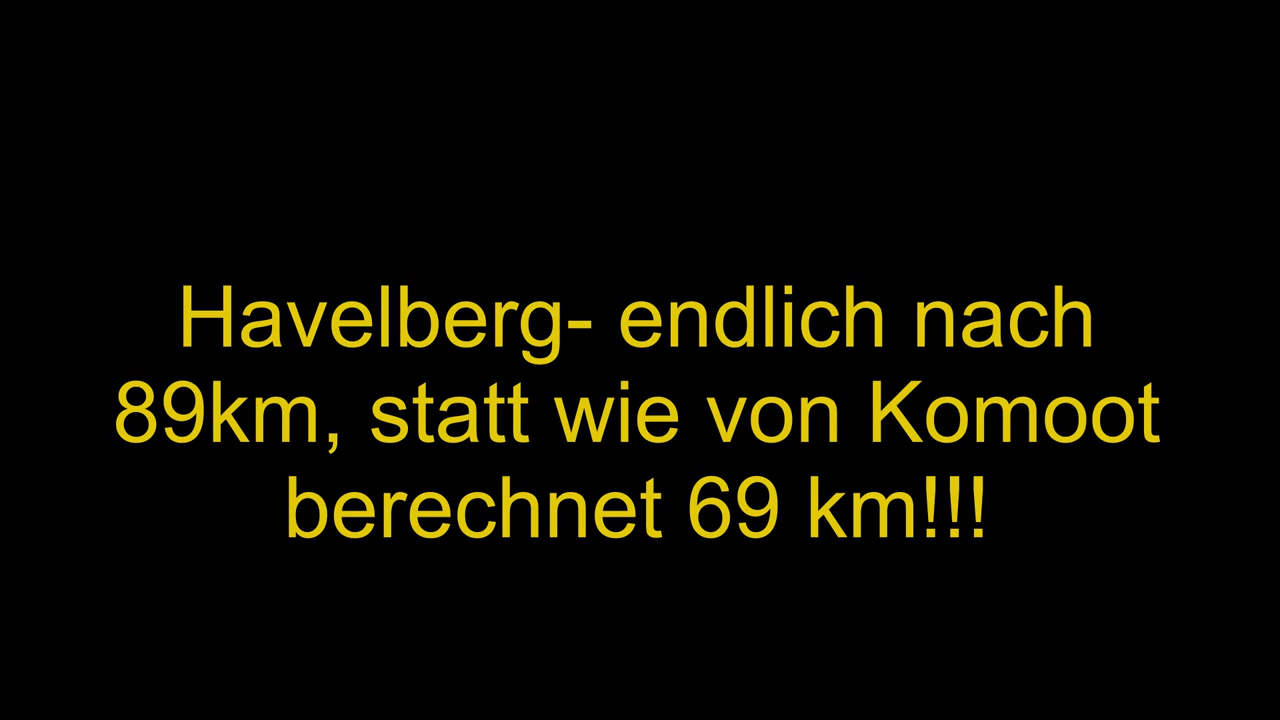 Havelberg- endlich nach
89km, statt wie von Komoot
berechnet 69 km!!!